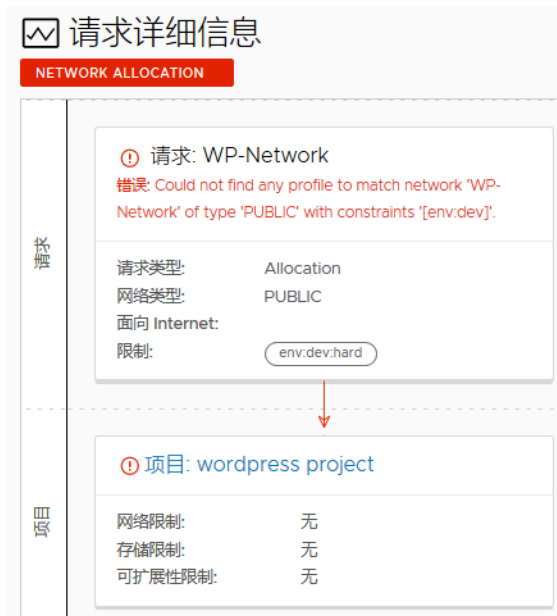 请求详细信息
NETWORK ALLOCATION
请求
请求: WP-Network
错误: Could not find any profile to match network 'WP-
Network' of type 'PUBLIC' with constraints '[env:dev]'.
请求类型: Allocation
网络类型: PUBLIC
面向 Internet:
限制: env:dev:hard
项目
项目: wordpress project
网络限制: 无
存储限制: 无
可扩展性限制: 无